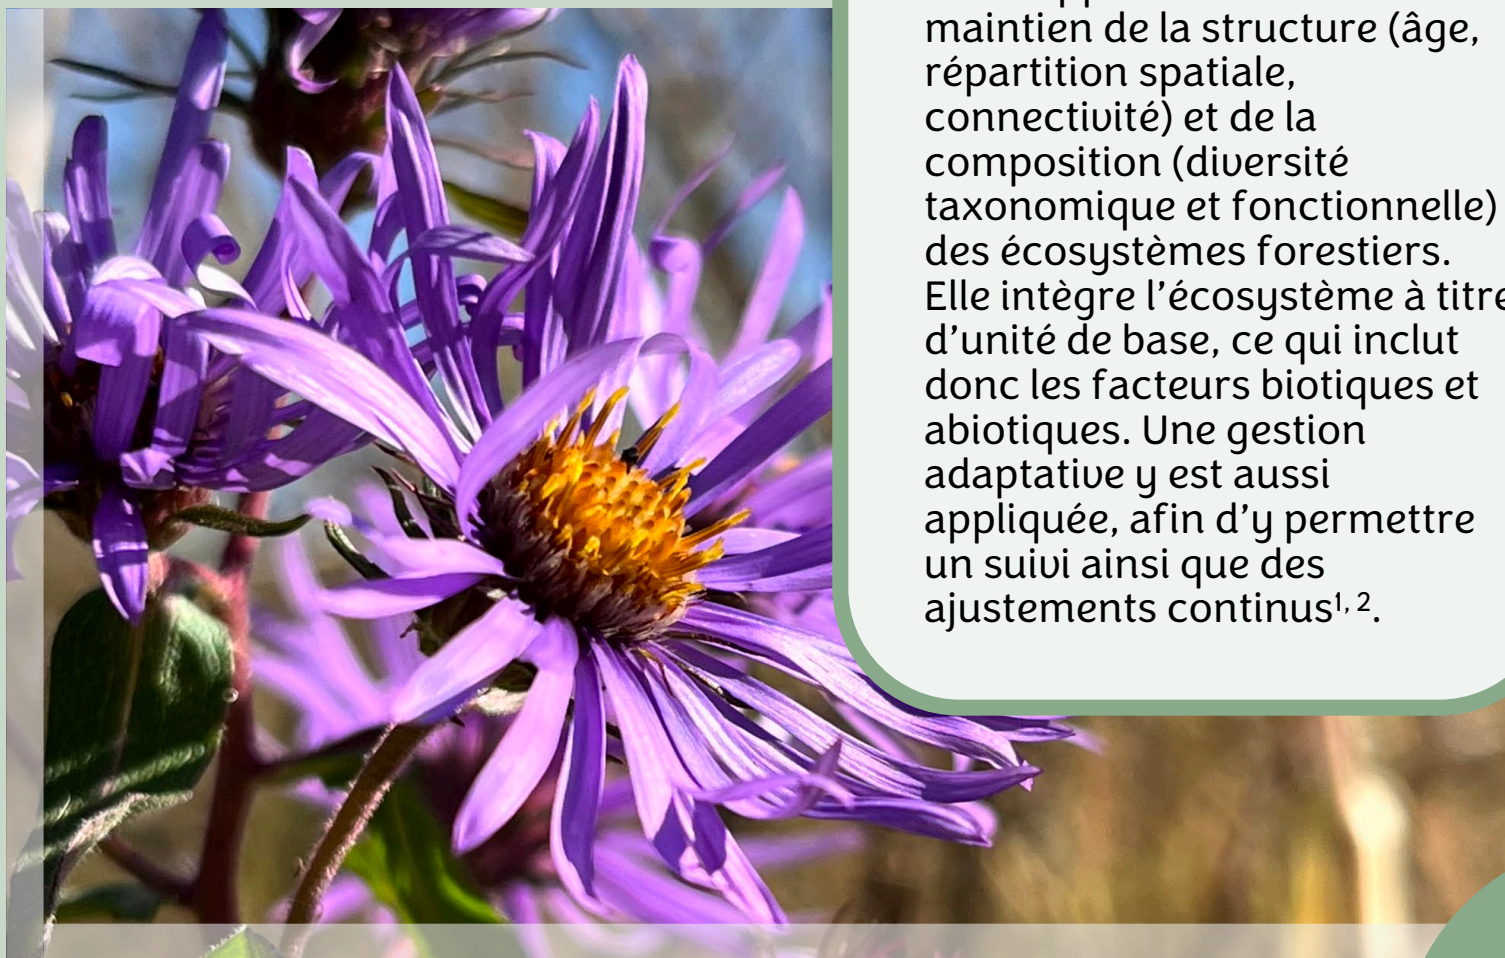 maintien de la structure (âge,
répartition spatiale,
connectivité) et de la
composition (diversité
taxonomique et fonctionnelle)
des écosystèmes forestiers.
Elle intègre l’écosystème à titre
d’unité de base, ce qui inclut
donc les facteurs biotiques et
abiotiques. Une gestion
adaptative y est aussi
appliquée, afin d’y permettre
un suivi ainsi que des
ajustements continus¹, ².